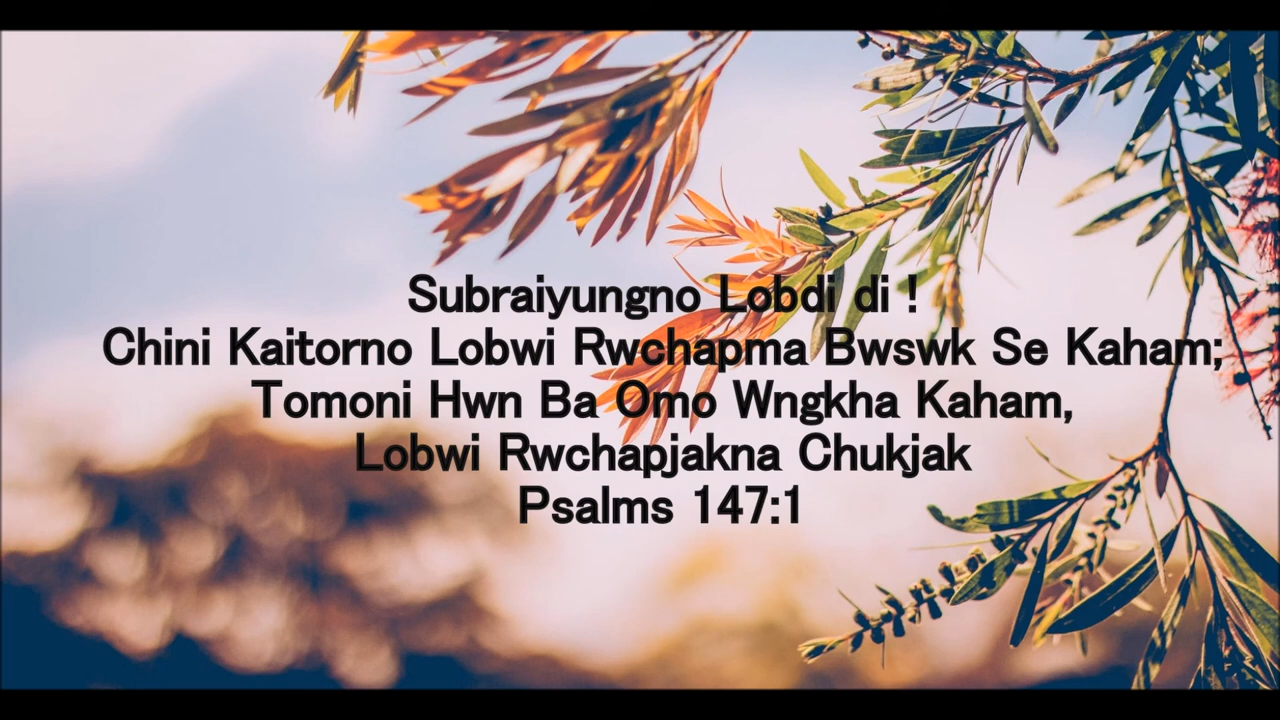 Subraiyungno Lobdi di !
Chini Kaitorno Lobwi Rwchapma Bwswk Se Kaham;
Tomoni Hwn Ba Omo Wngkha Kaham,
Lobwi Rwchapjakna Chukjak
Psalms 147:1